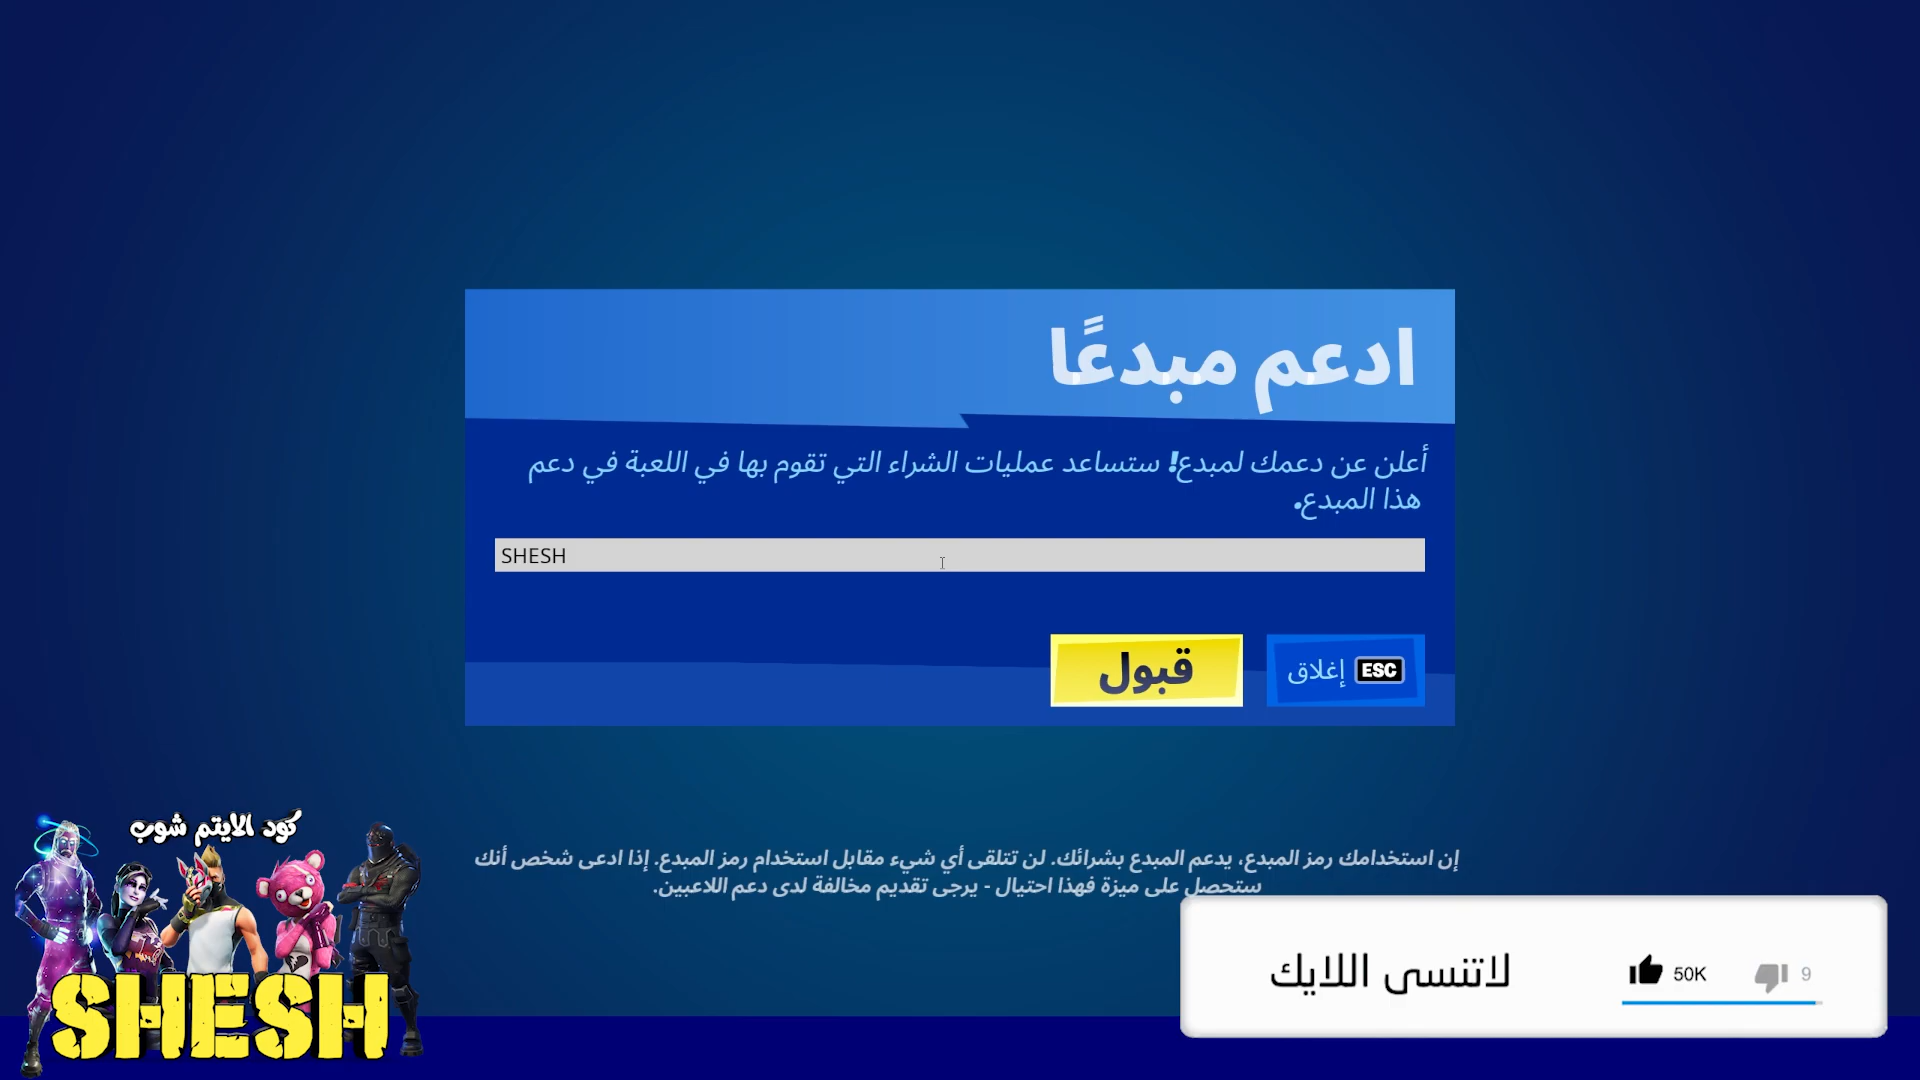 ادعم مبدعًا
أعلن عن دعمك لمبدع! ستساعد عمليات الشراء التي تقوم بها في اللعبة في دعم
هذا المبدع.
SHESH
قبول
إغلاق ESC
إن استخدامك رمز المبدع، يدعم المبدع بشرائك. لن تتلقى أي شيء مقابل استخدام رمز المبدع. إذا ادعى شخص أنك
ستحصل على ميزة فهذا احتيال - يرجى تقديم مخالفة لدى دعم اللاعبين.
كود الايتم شوب
SHESH
لاتنسى اللايك
50K
9